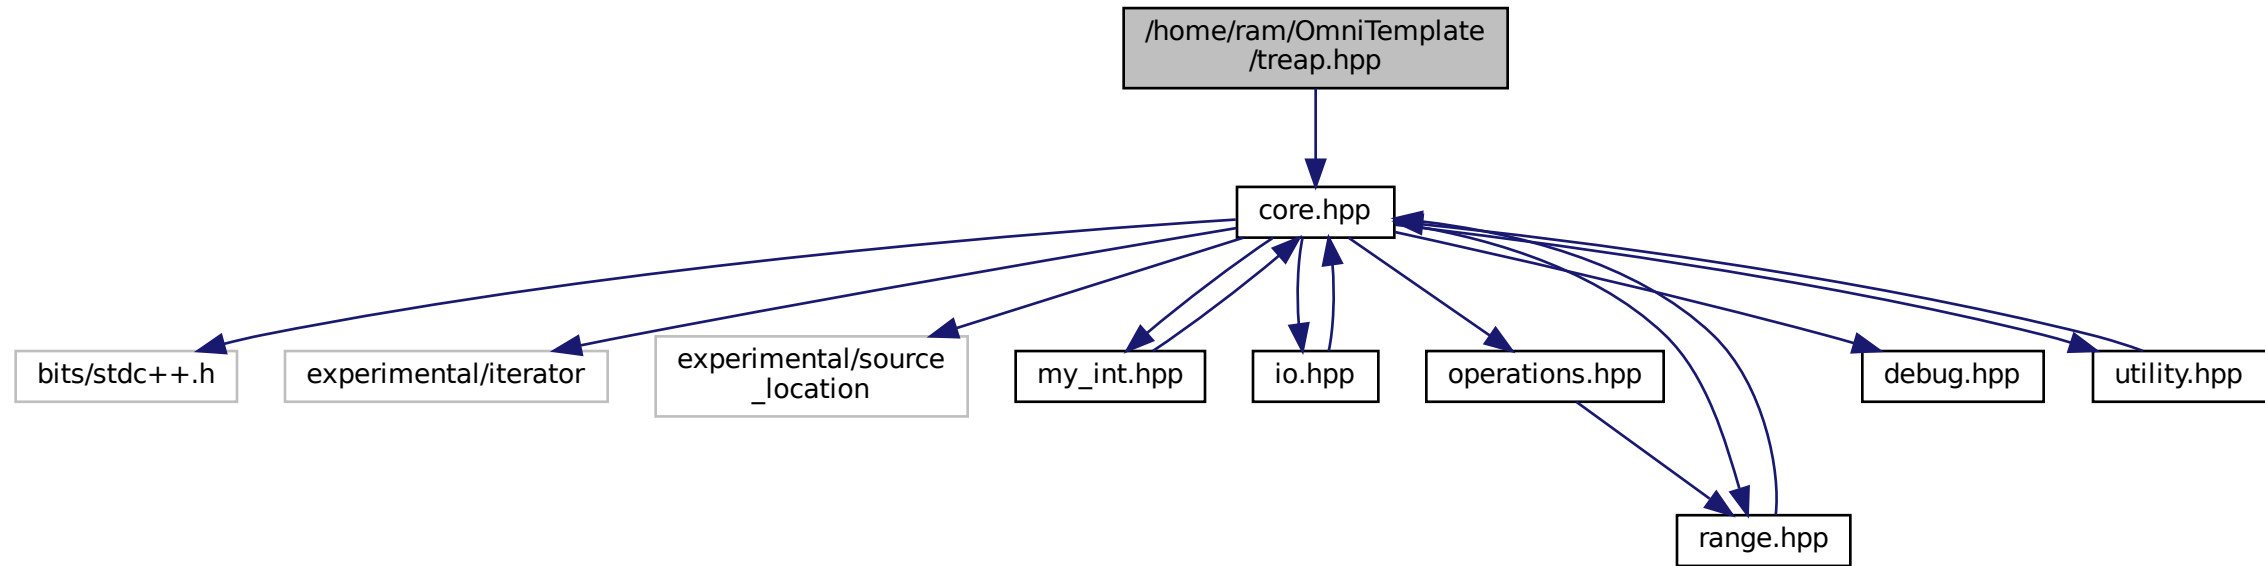 /home/ram/OmniTemplate
/treap.hpp
core.hpp
bits/stdc++.h
experimental/iterator
experimental/source
_location
my_int.hpp
io.hpp
operations.hpp
debug.hpp
utility.hpp
range.hpp